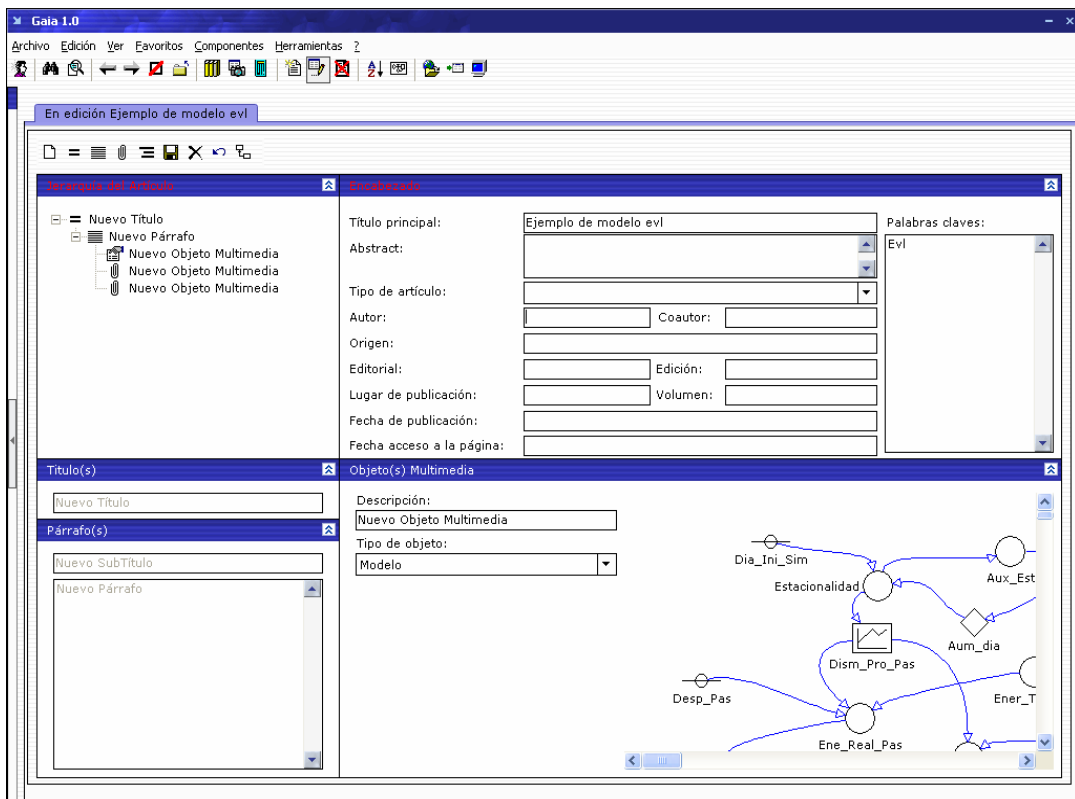 Gaia 1.0
Archivo Edición Ver Favoritos Componentes Herramientas ?
En edición Ejemplo de modelo evl
Jerarquía del Artículo
Nuevo Título
Nuevo Párrafo
Nuevo Objeto Multimedia
Nuevo Objeto Multimedia
Nuevo Objeto Multimedia
Encabezado
Título principal: Ejemplo de modelo evl
Abstract:
Tipo de artículo:
Autor: Coautor:
Origen:
Editorial: Edición:
Lugar de publicación: Volumen:
Fecha de publicación:
Fecha acceso a la página:
Palabras claves:
Evl
Titulo(s)
Nuevo Título
Párrafo(s)
Nuevo SubTítulo
Nuevo Párrafo
Objeto(s) Multimedia
Descripción:
Nuevo Objeto Multimedia
Tipo de objeto:
Modelo
Dia_Ini_Sim
Estacionalidad
Aux_Est
Aum_dia
Dism_Pro_Pas
Desp_Pas
Ener_T
Ene_Real_Pas